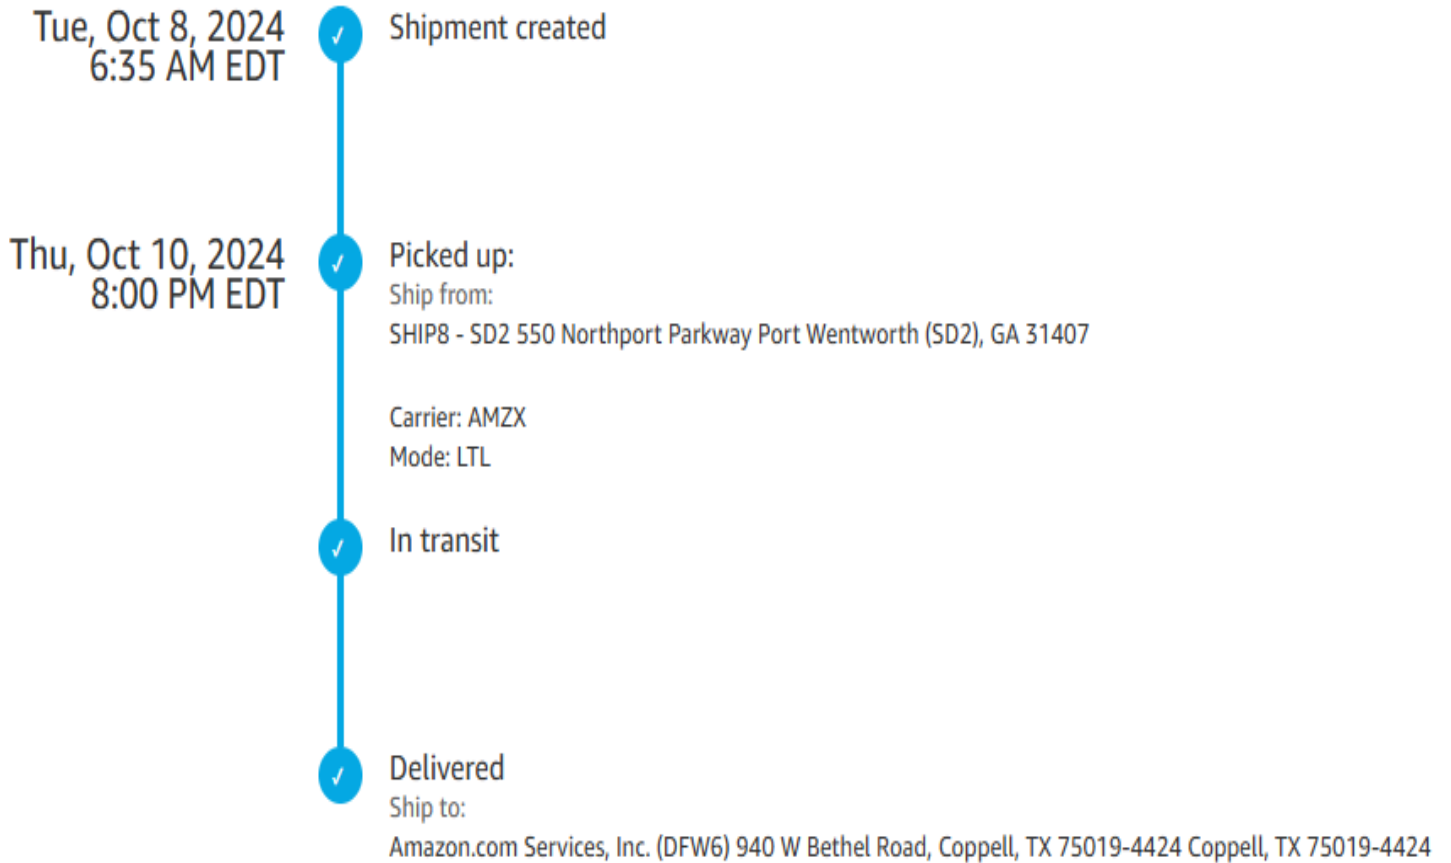 Tue, Oct 8, 2024
6:35 AM EDT
Shipment created
Thu, Oct 10, 2024
8:00 PM EDT
Picked up:
Ship from:
SHIP8 - SD2 550 Northport Parkway Port Wentworth (SD2), GA 31407
Carrier: AMZX
Mode: LTL
In transit
Delivered
Ship to:
Amazon.com Services, Inc. (DFW6) 940 W Bethel Road, Coppell, TX 75019-4424 Coppell, TX 75019-4424